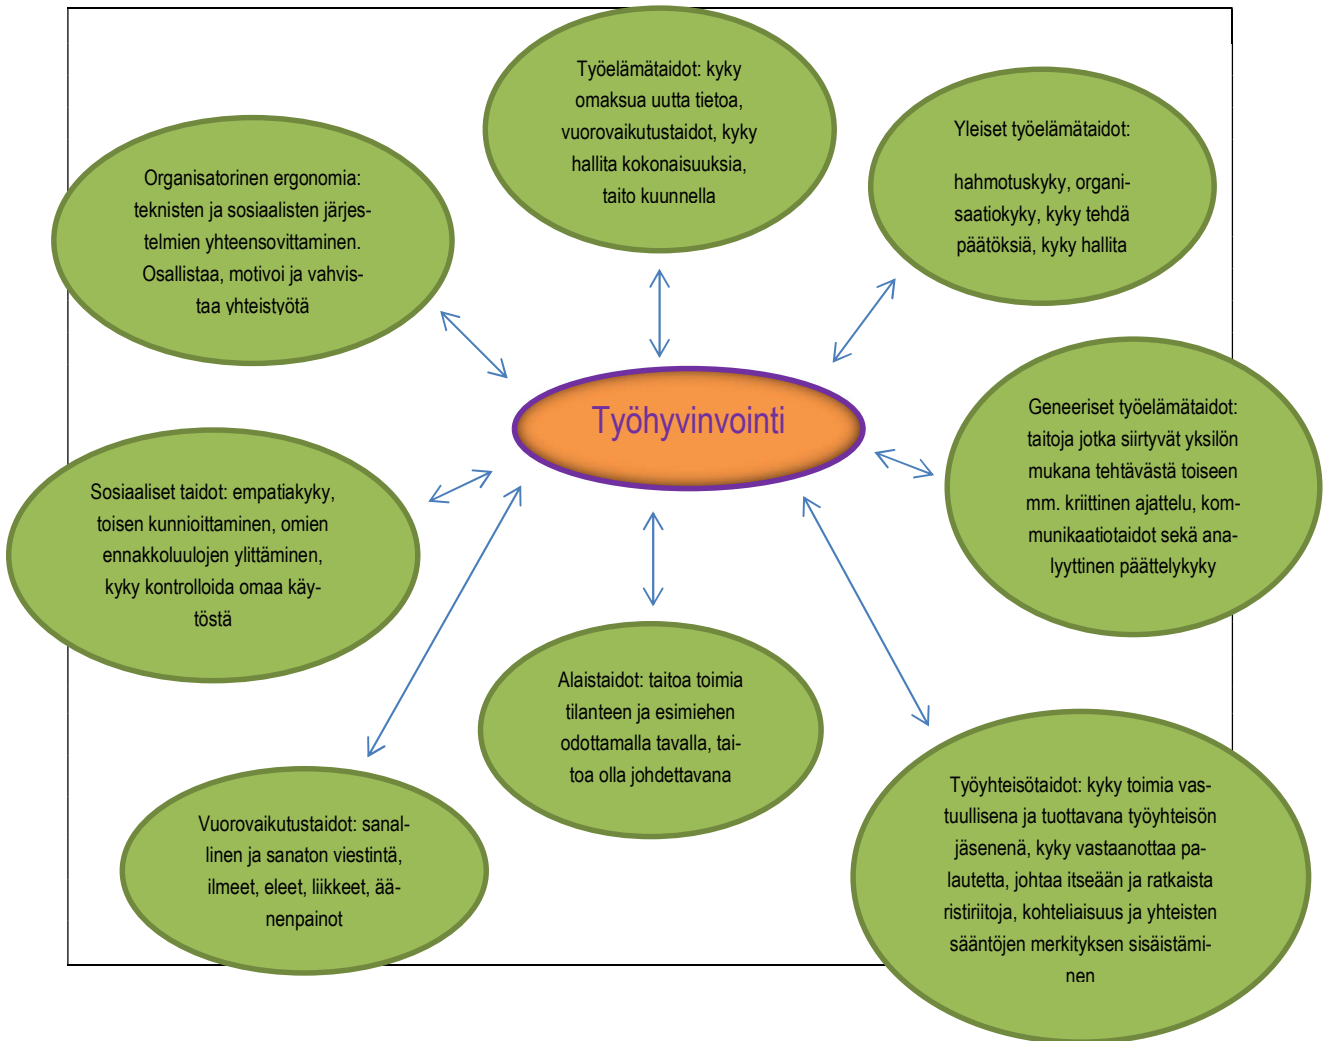 Työelämätaidot: kyky
omaksua uutta tietoa,
vuorovaikutustaidot, kyky
hallita kokonaisuuksia,
taito kuunnella
Yleiset työelämätaidot:
hahmotuskyky, organi-
saatiokyky, kyky tehdä
päätöksiä, kyky hallita
Organisatorinen ergonomia:
teknisten ja sosiaalisten järjes-
telmien yhteensovittaminen.
Osallistaa, motivoi ja vahvis-
taa yhteistyötä
Työhyvinvointi
Geneeriset työelämätaidot:
taitoja jotka siirtyvät yksilön
mukana tehtävästä toiseen
mm. kriittinen ajattelu, kom-
munikaatiotaidot sekä ana-
lyyttinen päättelykyky
Sosiaaliset taidot: empatiakyky,
toisen kunnioittaminen, omien
ennakkoluulojen ylittäminen,
kyky kontrolloida omaa käy-
töstä
Alaistaidot: taitoa toimia
tilanteen ja esimiehen
odottamalla tavalla, tai-
toa olla johdettavana
Vuorovaikutustaidot: sanal-
linen ja sanaton viestintä,
ilmeet, eleet, liikkeet, ää-
nenpainot
Työyhteisötaidot: kyky toimia vas-
tuullisena ja tuottavana työyhteisön
jäsenenä, kyky vastaanottaa pa-
lautetta, johtaa itseään ja ratkaista
ristiriitoja, kohteliaisuus ja yhteisten
sääntöjen merkityksen sisäistämi-
nen